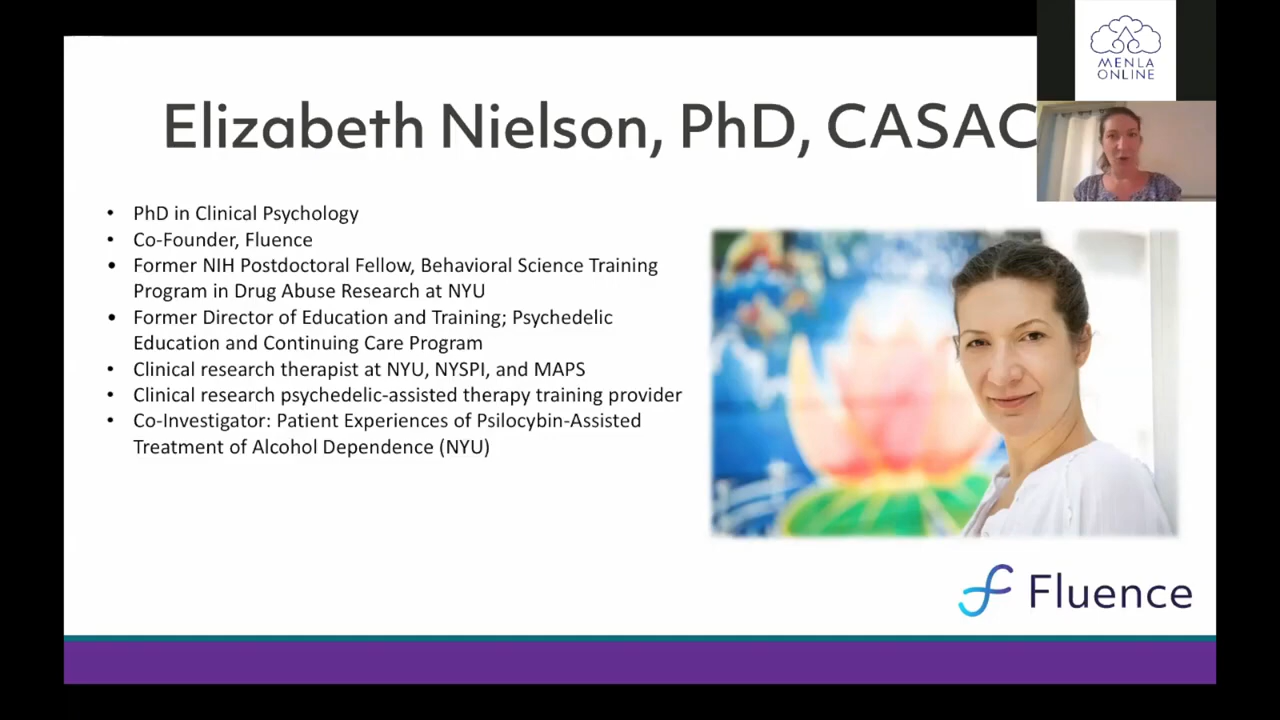 MENLA
ONLINE
Elizabeth Nielson, PhD, CASAC
• PhD in Clinical Psychology
• Co-Founder, Fluence
• Former NIH Postdoctoral Fellow, Behavioral Science Training
Program in Drug Abuse Research at NYU
• Former Director of Education and Training; Psychedelic
Education and Continuing Care Program
• Clinical research therapist at NYU, NYSPI, and MAPS
• Clinical research psychedelic-assisted therapy training provider
• Co-Investigator: Patient Experiences of Psilocybin-Assisted
Treatment of Alcohol Dependence (NYU)
Fluence